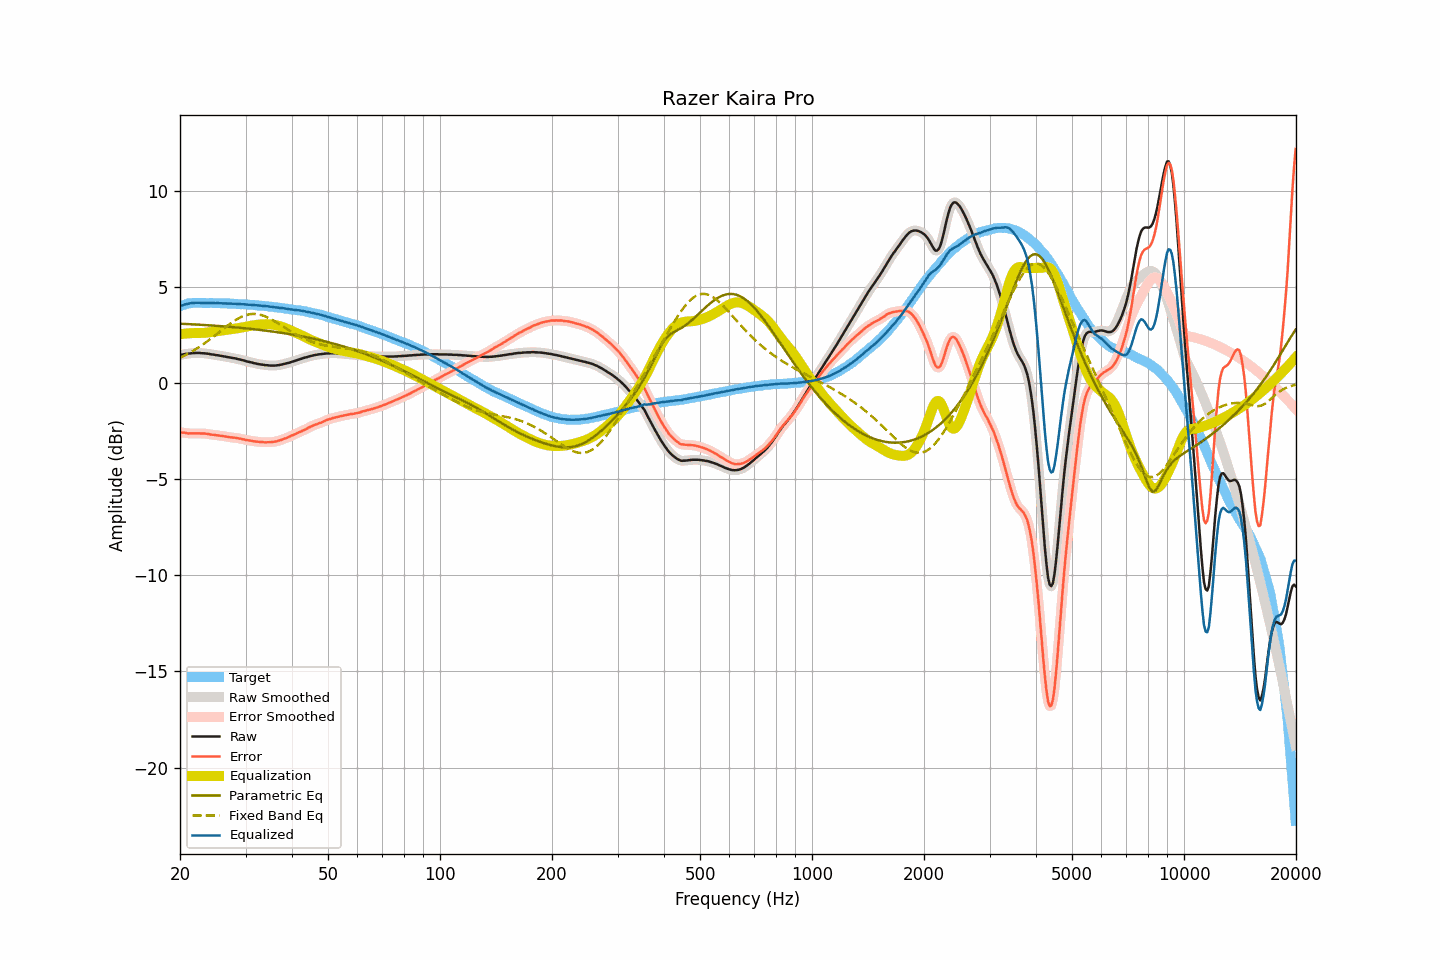 Razer Kaira Pro
Amplitude (dBr)
10
5
0
−5
−10
−15
−20
Target
Raw Smoothed
Error Smoothed
Raw
Error
Equalization
Parametric Eq
Fixed Band Eq
Equalized
20 50 100 200 500 1000 2000 5000 10000 20000
Frequency (Hz)